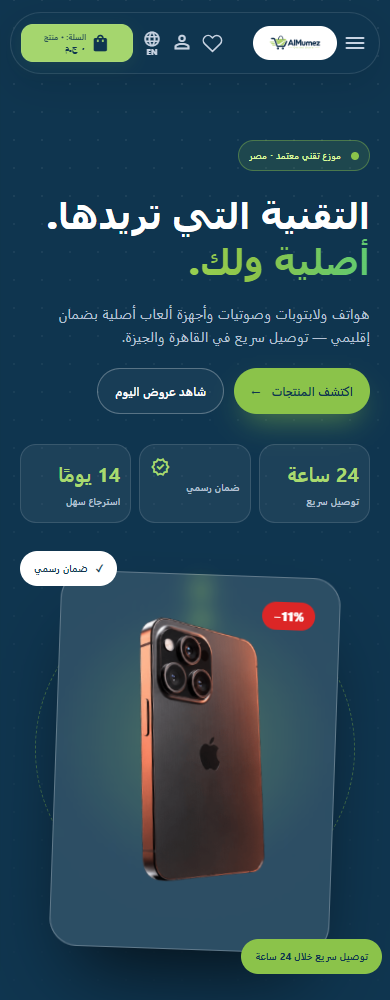 AlMumez
EN
السلة: ٠ منتج
٠ ج.م
موزع تقني معتمد - مصر
التقنية التي تريدها.
أصلية ولك.
هواتف ولابتوبات وصوتيات وأجهزة ألعاب أصلية بضمان
إقليمي — توصيل سريع في القاهرة والجيزة.
اكتشف المنتجات ←
شاهد عروض اليوم
24 ساعة
توصيل سريع
ضمان رسمي
14 يومًا
استرجاع سهل
✓ ضمان رسمي
−11%
توصيل سريع خلال 24 ساعة